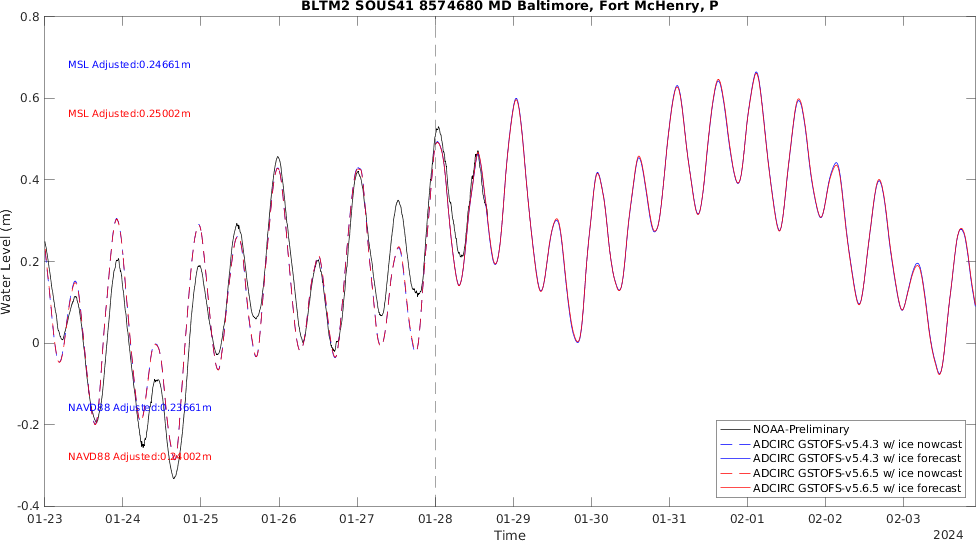 BLTM2 SOUS41 8574680 MD Baltimore, Fort McHenry, P
0.8
0.6
0.4
0.2
0
-0.2
-0.4
Water Level (m)
MSL Adjusted:0.24661m
MSL Adjusted:0.25002m
NAVD88 Adjusted:0.23661m
NAVD88 Adjusted:0.24002m
NOAA-Preliminary
ADCIRC GSTOFS-v5.4.3 w/ ice nowcast
ADCIRC GSTOFS-v5.4.3 w/ ice forecast
ADCIRC GSTOFS-v5.6.5 w/ ice nowcast
ADCIRC GSTOFS-v5.6.5 w/ ice forecast
01-23 01-24 01-25 01-26 01-27 01-28 01-29 01-30 01-31 02-01 02-02 02-03
Time
2024